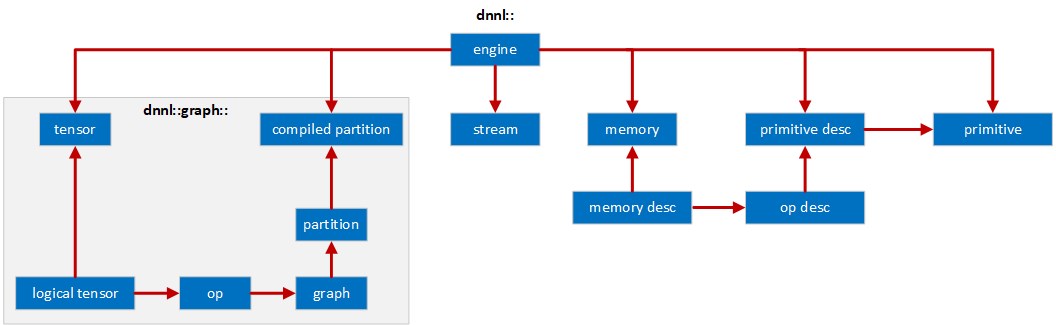 dnnl::
engine
dnnl::graph::
tensor
compiled partition
stream
memory
primitive desc
primitive
memory desc
op desc
partition
logical tensor
op
graph